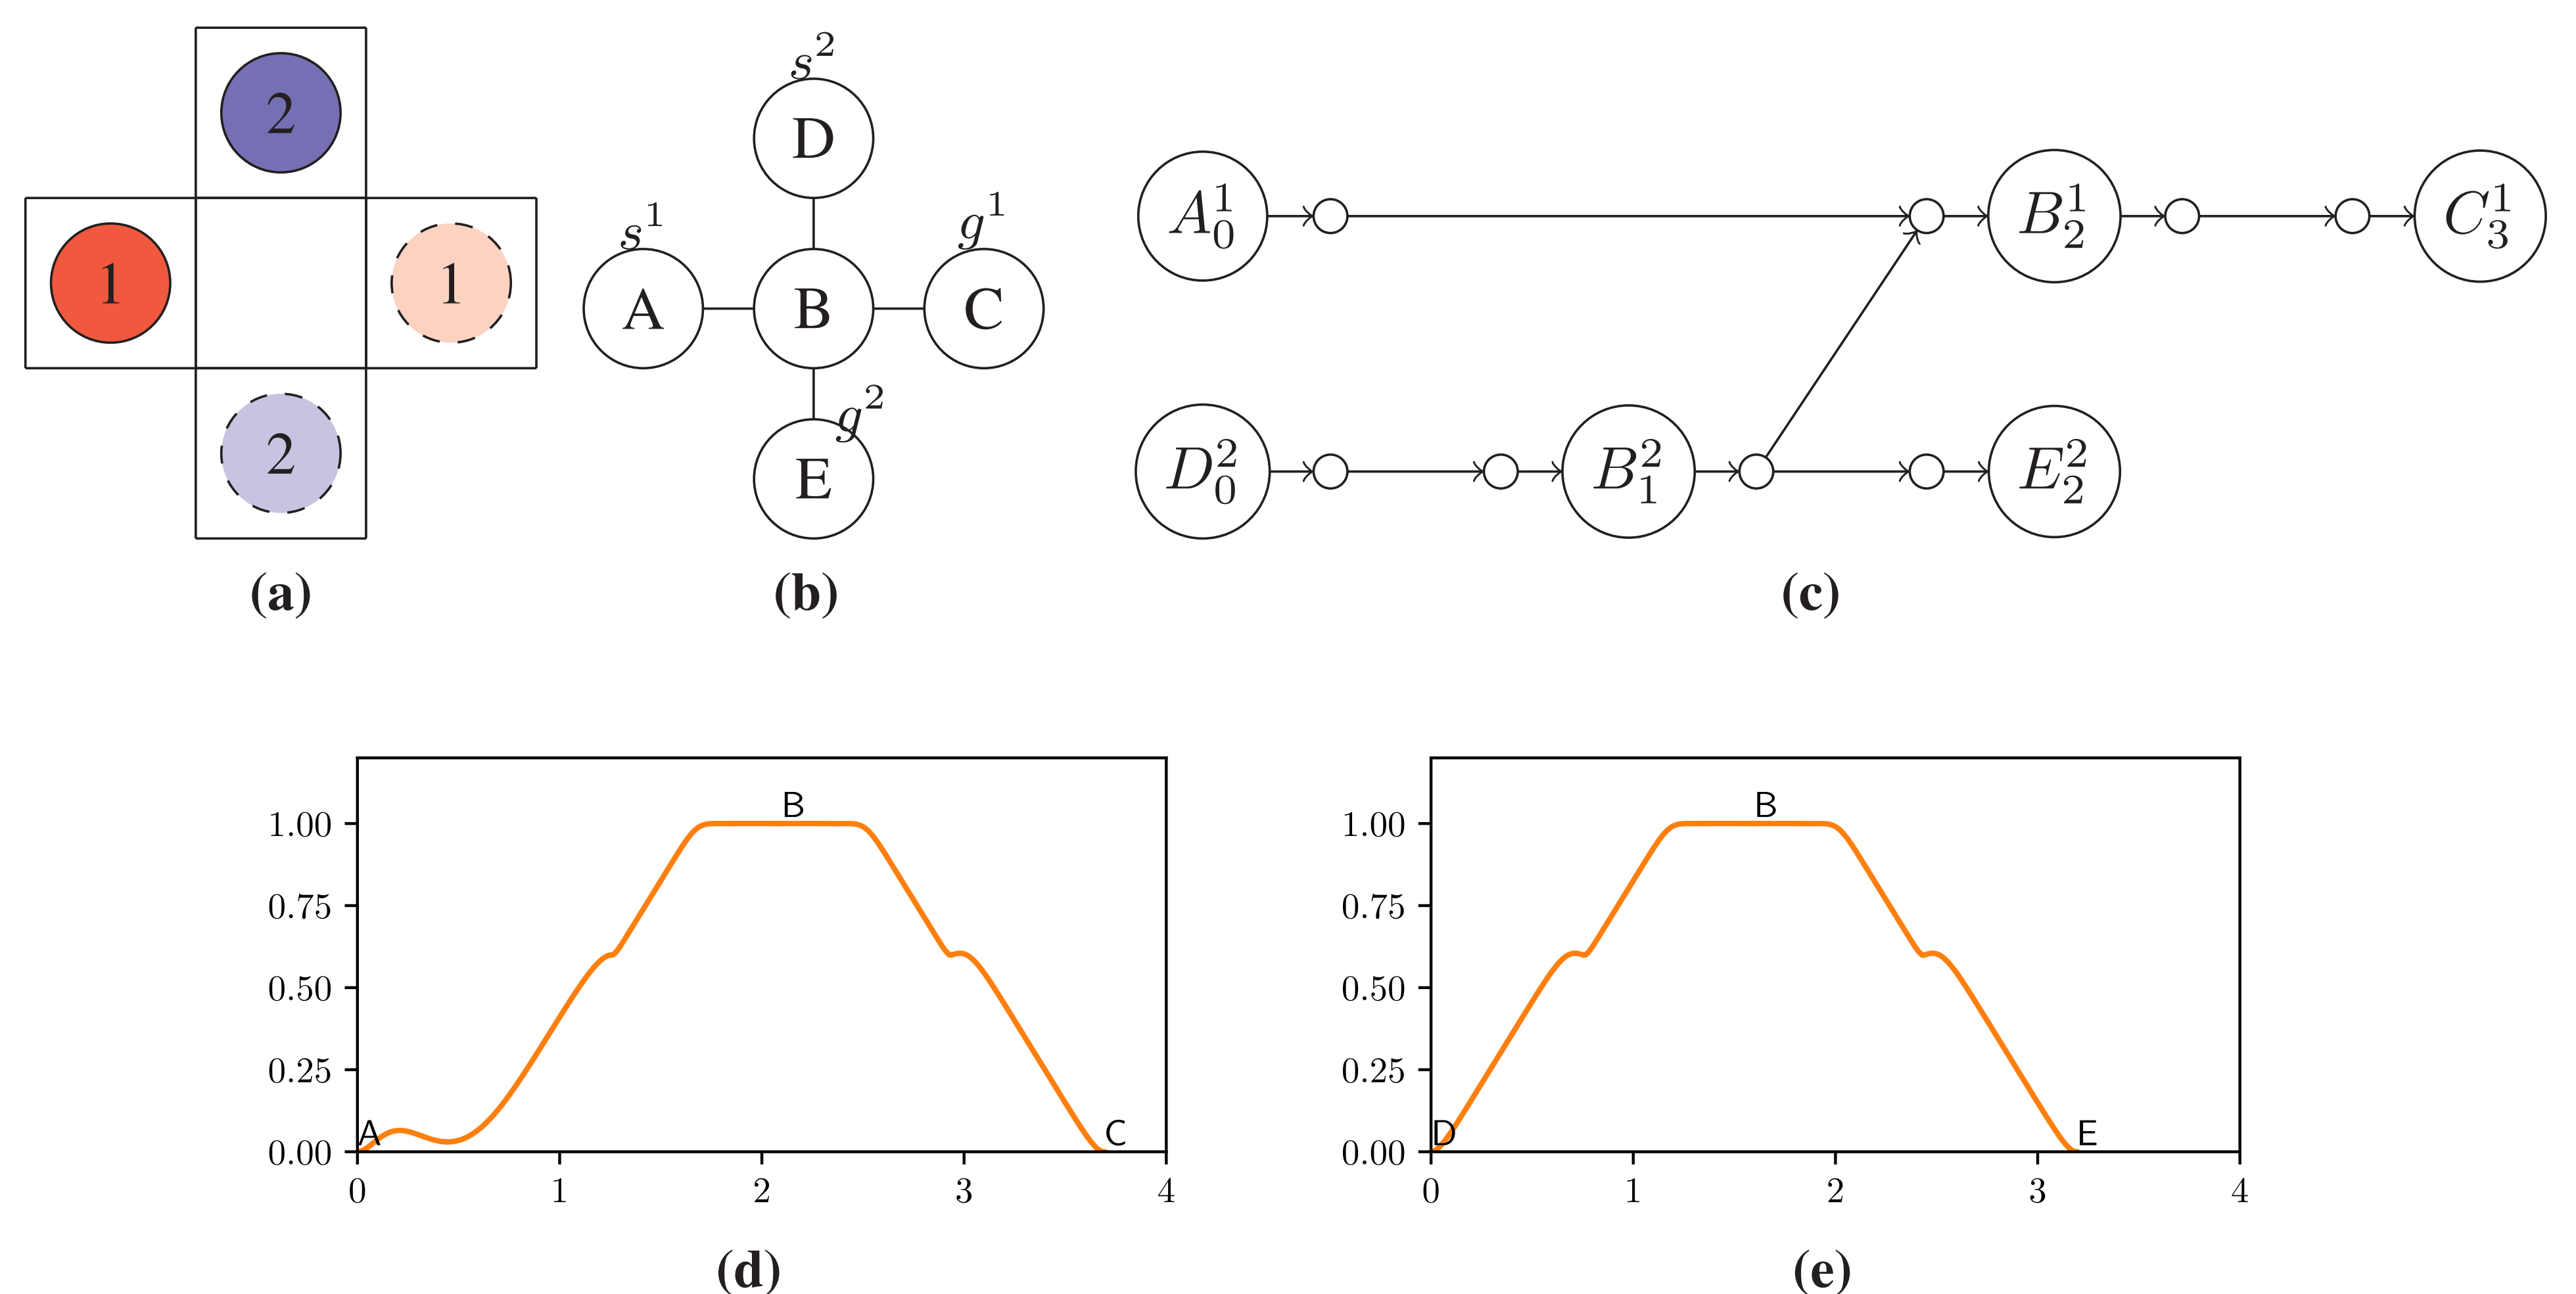 2
1 1
2
(a)
s^2
D
s^1 g^1
A B C
g^2
E
(b)
A_0^1 B_2^1 C_3^1
D_0^2 B_1^2 E_2^2
(c)
1.00
0.75
0.50
0.25
0.00
A B C
0 1 2 3 4
(d)
1.00
0.75
0.50
0.25
0.00
D B E
0 1 2 3 4
(e)